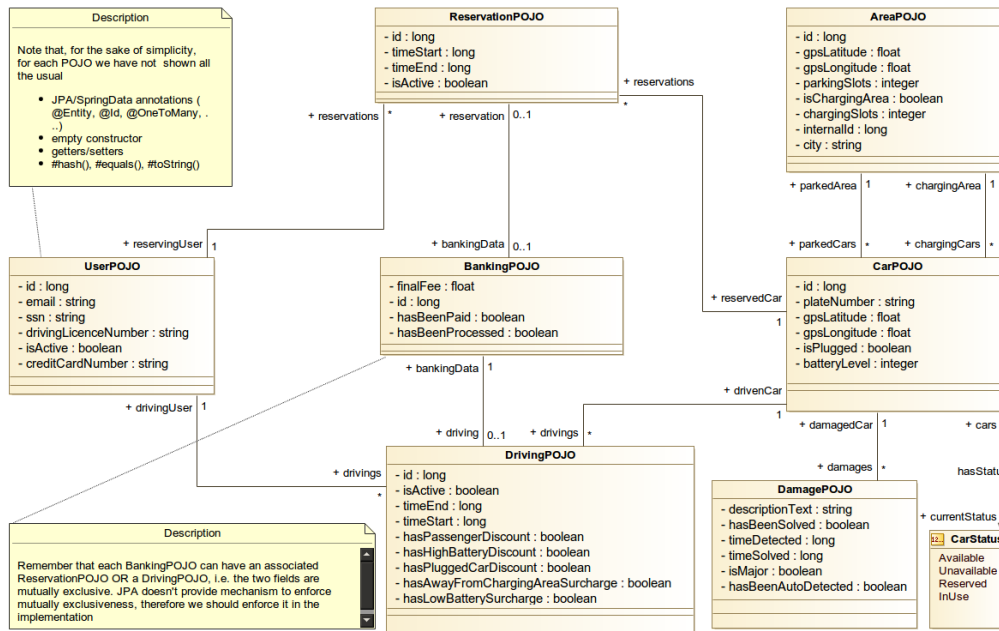 Description
Note that, for the sake of simplicity,
for each POJO we have not shown all
the usual
• JPA/SpringData annotations (
@Entity, @Id, @OneToMany, .
..)
• empty constructor
• getters/setters
• #hash(), #equals(), #toString()
ReservationPOJO
- id : long
- timeStart : long
- timeEnd : long
- isActive : boolean
AreaPOJO
- id : long
- gpsLatitude : float
- gpsLongitude : float
- parkingSlots : integer
- isChargingArea : boolean
- chargingSlots : integer
- internalId : long
- city : string
+ reservations
*
+ reservations *
+ reservation 0..1
+ parkedArea 1
+ chargingArea 1
+ reservingUser 1
+ bankingData 0..1
+ parkedCars *
+ chargingCars *
UserPOJO
- id : long
- email : string
- ssn : string
- drivingLicenceNumber : string
- isActive : boolean
- creditCardNumber : string
BankingPOJO
- finalFee : float
- id : long
- hasBeenPaid : boolean
- hasBeenProcessed : boolean
+ reservedCar
1
CarPOJO
- id : long
- plateNumber : string
- gpsLatitude : float
- gpsLongitude : float
- isPlugged : boolean
- batteryLevel : integer
+ bankingData 1
+ drivingUser 1
+ drivenCar
1
+ damagedCar 1
+ cars
+ driving 0..1
+ drivings *
+ drivings
*
+ damages *
hasStatu
DrivingPOJO
- id : long
- isActive : boolean
- timeEnd : long
- timeStart : long
- hasPassengerDiscount : boolean
- hasHighBatteryDiscount : boolean
- hasPluggedCarDiscount : boolean
- hasAwayFromChargingAreaSurcharge : boolean
- hasLowBatterySurcharge : boolean
DamagePOJO
- descriptionText : string
- hasBeenSolved : boolean
- timeDetected : long
- timeSolved : long
- isMajor : boolean
- hasBeenAutoDetected : boolean
+ currentStatus
CarStatus
Available
Unavailable
Reserved
InUse
Description
Remember that each BankingPOJO can have an associated
ReservationPOJO OR a DrivingPOJO, i.e. the two fields are
mutually exclusive. JPA doesn't provide mechanism to enforce
mutually exclusiveness, therefore we should enforce it in the
implementation